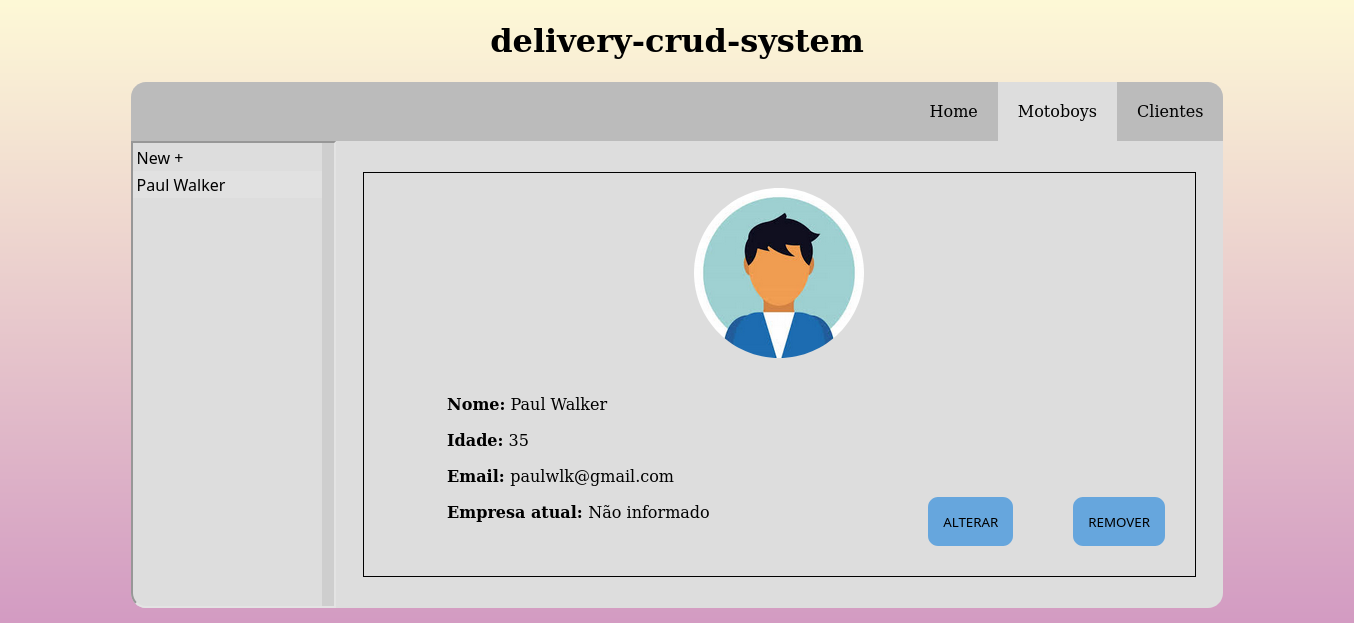 delivery-crud-system
Home Motoboys Clientes
New +
Paul Walker
Nome: Paul Walker
Idade: 35
Email: paulwlk@gmail.com
Empresa atual: Não informado
ALTERAR REMOVER